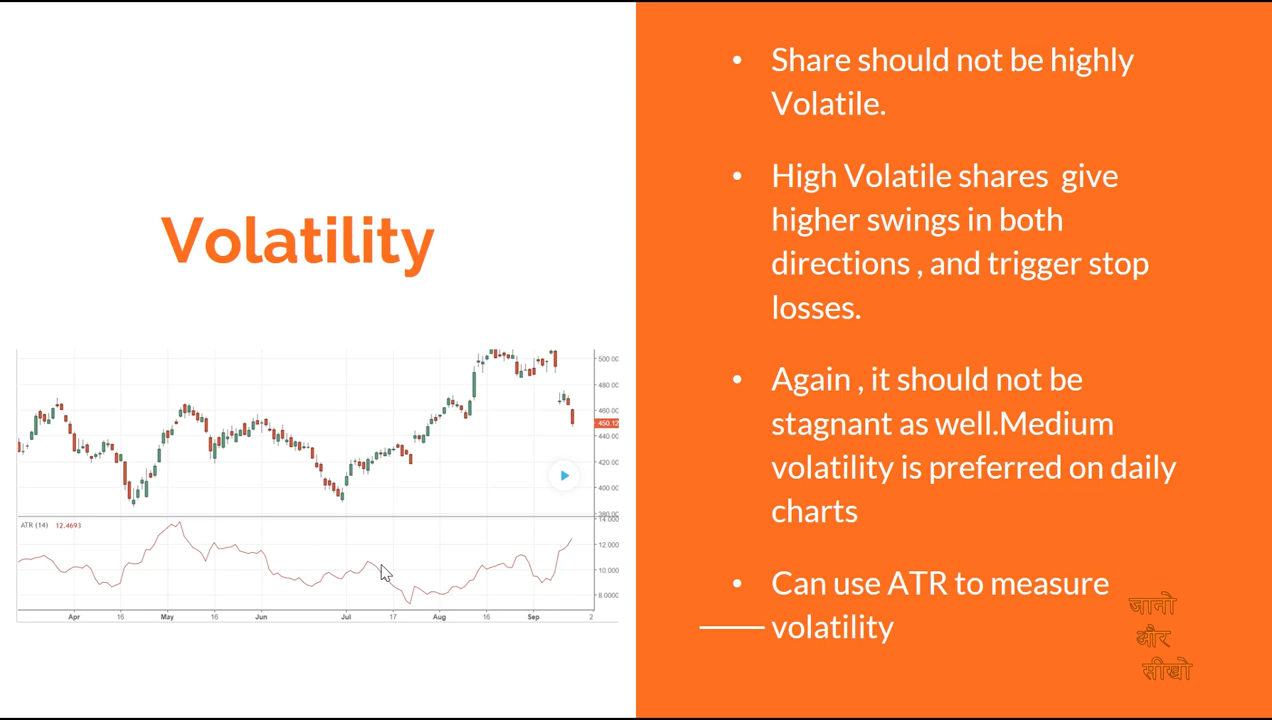 Volatility
500.00
480.00
460.00
450.12
440.00
420.00
400.00
380.00
ATR (14) 12.4693
14.000
12.000
10.000
8.0000
Apr 16 May 16 Jun Jul 17 Aug 16 Sep 2
• Share should not be highly
Volatile.
• High Volatile shares give
higher swings in both
directions , and trigger stop
losses.
• Again , it should not be
stagnant as well.Medium
volatility is preferred on daily
charts
• Can use ATR to measure
volatility
जानो
और
सीखो